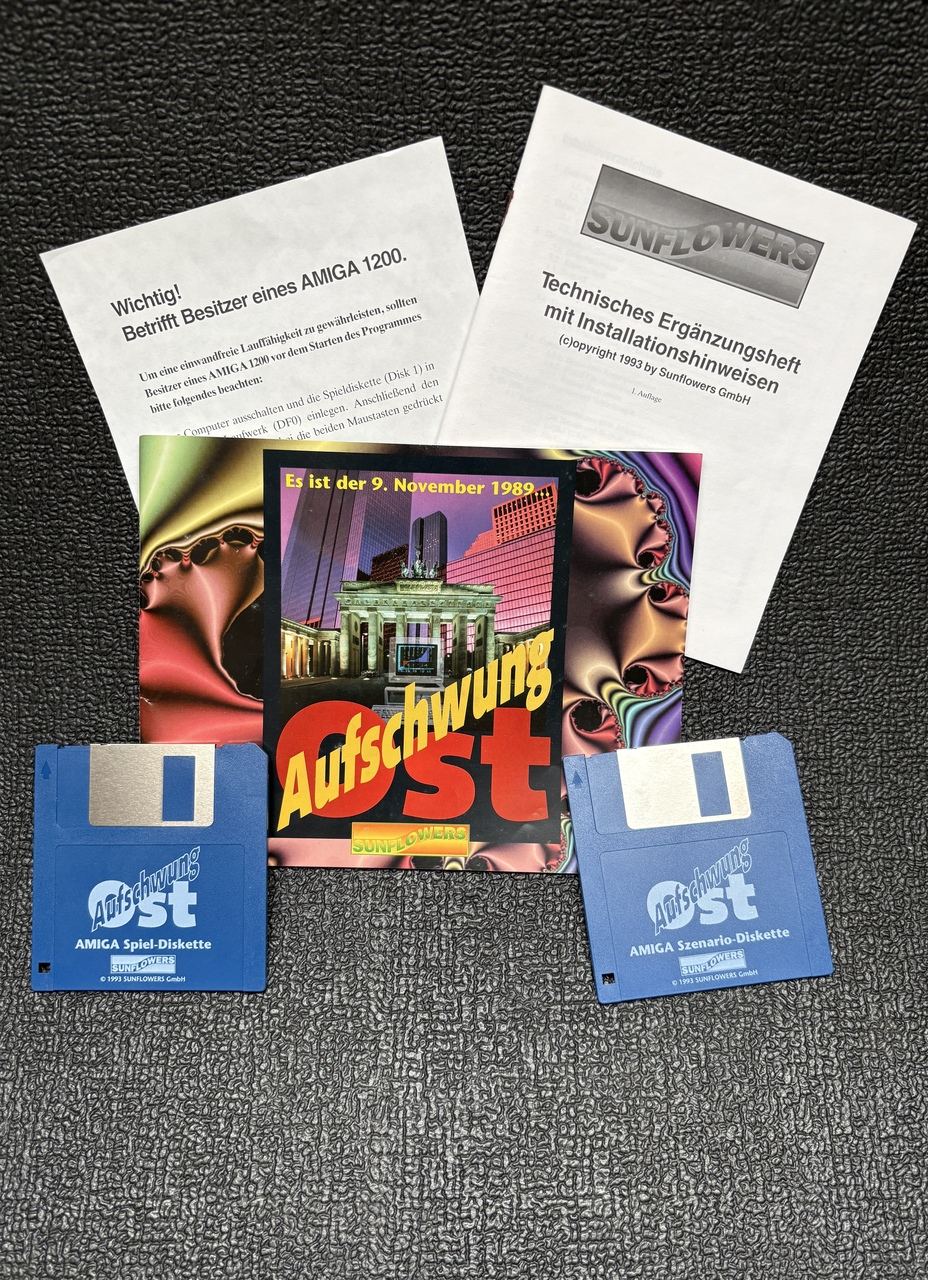 Wichtig!
Betrifft Besitzer eines AMIGA 1200.
Um eine einwandfreie Lauffähigkeit zu gewährleisten, sollten
Besitzer eines AMIGA 1200 vor dem Starten des Programmes
bitte folgendes beachten:
Computer ausschalten und die Spieldiskette (Disk 1) in
(DF0) einlegen. Anschließend den
die beiden Maustasten gedrückt
SUNFLOWERS
Technisches Ergänzungsheft
mit Installationshinweisen
(c)opyright 1993 by Sunflowers GmbH
1. Auflage
Es ist der 9. November 1989...
Aufschwung
Ost
SUNFLOWERS
Aufschwung
Ost
AMIGA Spiel-Diskette
SUNFLOWERS
© 1993 SUNFLOWERS GmbH
Aufschwung
Ost
AMIGA Szenario-Diskette
SUNFLOWERS
© 1993 SUNFLOWERS GmbH